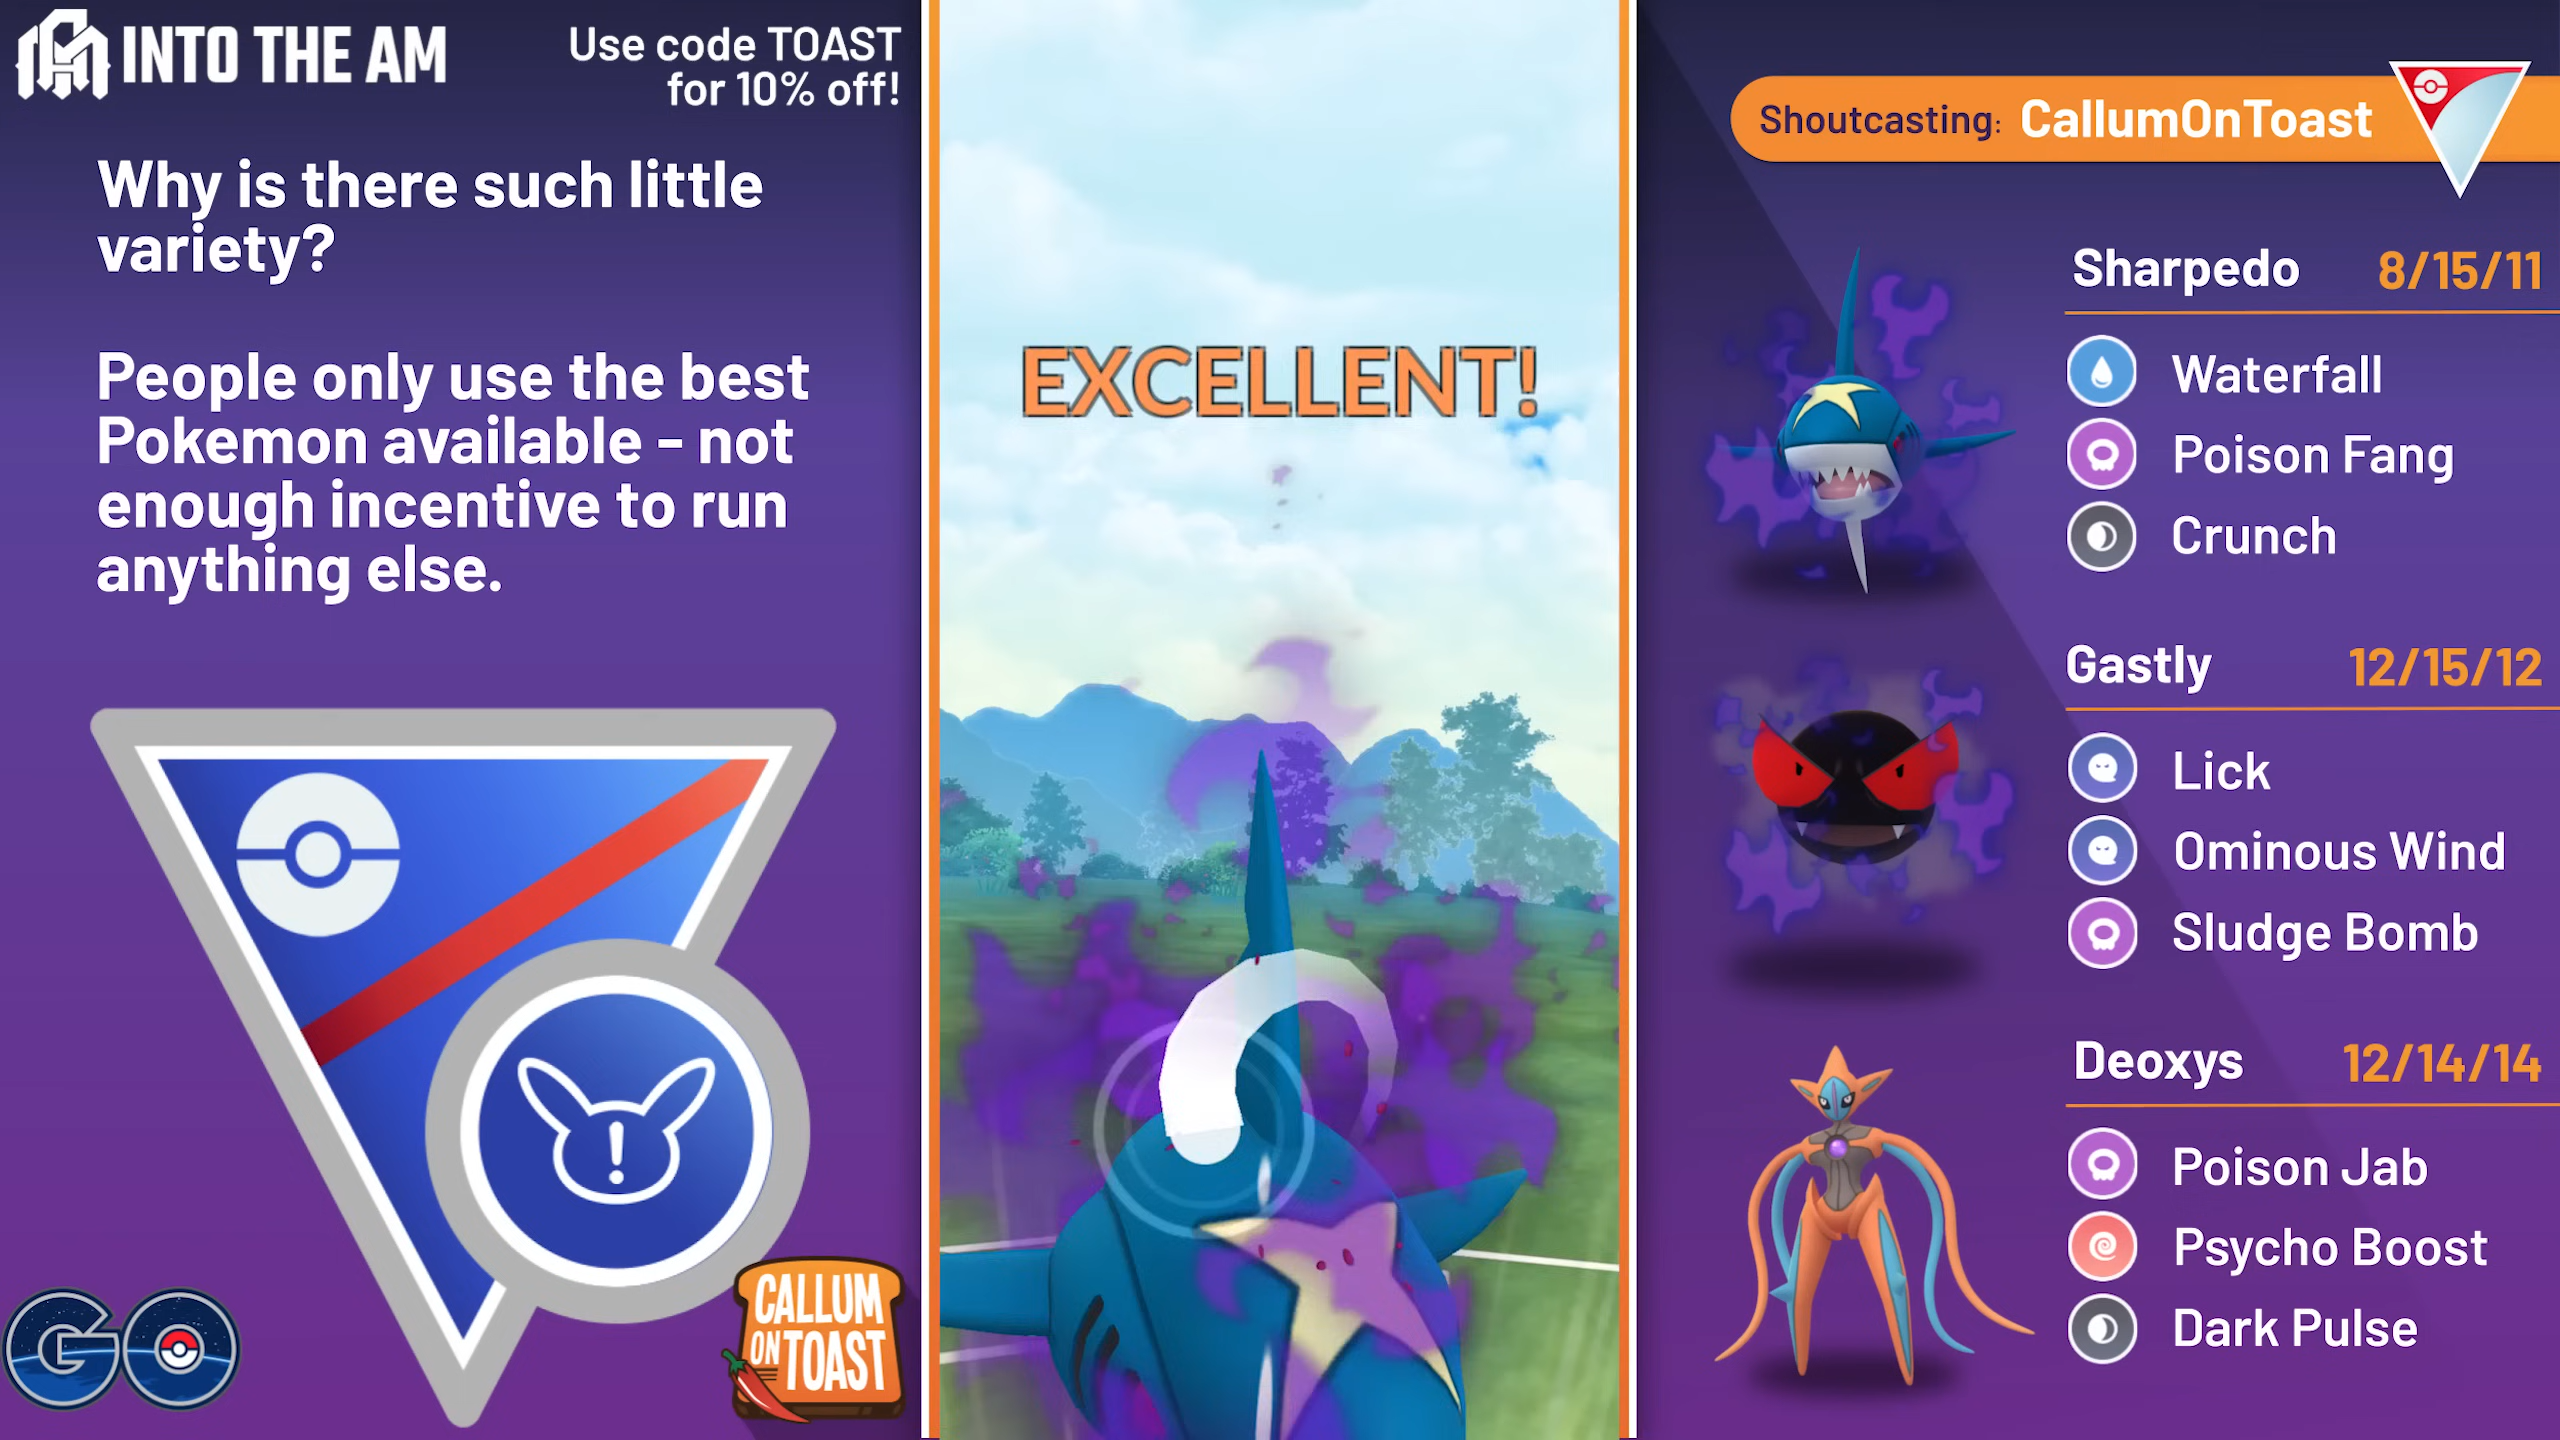 INTO THE AM
Use code TOAST
for 10% off!
Why is there such little
variety?
People only use the best
Pokemon available - not
enough incentive to run
anything else.
GO
CALLUM
ON TOAST
EXCELLENT!
Shoutcasting: CallumOnToast
Sharpedo 8/15/11
Waterfall
Poison Fang
Crunch
Gastly 12/15/12
Lick
Ominous Wind
Sludge Bomb
Deoxys 12/14/14
Poison Jab
Psycho Boost
Dark Pulse